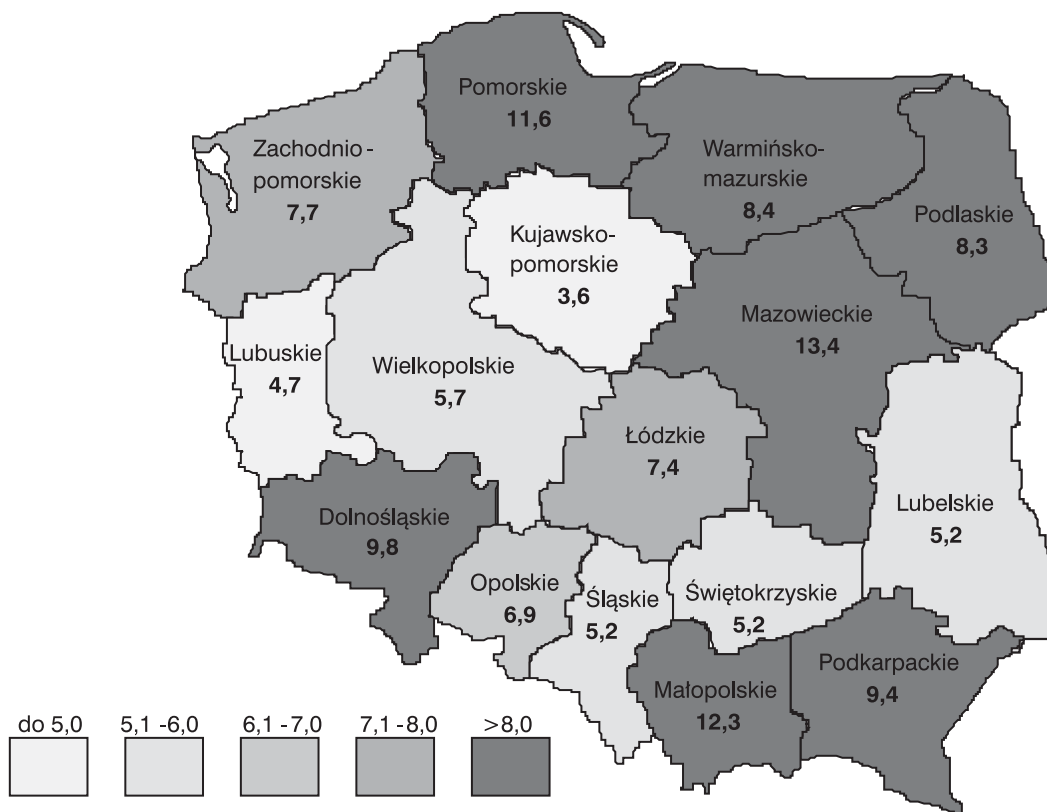 Pomorskie
11,6
Zachodnio-
pomorskie
7,7
Warmińsko-
mazurskie
8,4
Podlaskie
8,3
Kujawsko-
pomorskie
3,6
Mazowieckie
13,4
Lubuskie
4,7
Wielkopolskie
5,7
Łódzkie
7,4
Lubelskie
5,2
Dolnośląskie
9,8
Opolskie
6,9
Śląskie
5,2
Świętokrzyskie
5,2
Małopolskie
12,3
Podkarpackie
9,4
do 5,0
5,1 -6,0
6,1 -7,0
7,1 -8,0
>8,0